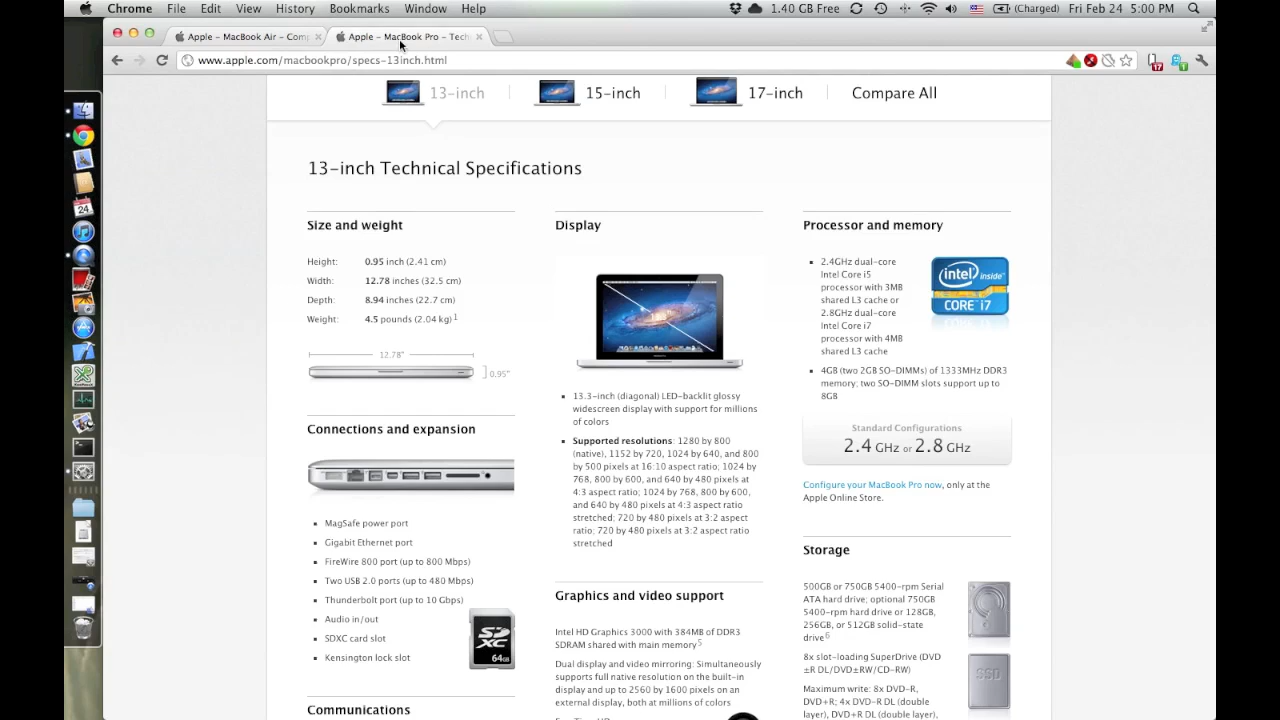 Chrome File Edit View History Bookmarks Window Help 1.40 GB Free (Charged) Fri Feb 24 5:00 PM
Apple – MacBook Air – Comp
Apple – MacBook Pro – Tech
www.apple.com/macbookpro/specs-13inch.html
13-inch 15-inch 17-inch Compare All
13-inch Technical Specifications
Size and weight
Height: 0.95 inch (2.41 cm)
Width: 12.78 inches (32.5 cm)
Depth: 8.94 inches (22.7 cm)
Weight: 4.5 pounds (2.04 kg)1
12.78"
0.95"
Connections and expansion
MagSafe power port
Gigabit Ethernet port
FireWire 800 port (up to 800 Mbps)
Two USB 2.0 ports (up to 480 Mbps)
Thunderbolt port (up to 10 Gbps)
Audio in/out
SDXC card slot
Kensington lock slot
SD XC
64GB
Communications
Display
13.3-inch (diagonal) LED-backlit glossy
widescreen display with support for millions
of colors
Supported resolutions: 1280 by 800
(native), 1152 by 720, 1024 by 640, and 800
by 500 pixels at 16:10 aspect ratio; 1024 by
768, 800 by 600, and 640 by 480 pixels at
4:3 aspect ratio; 1024 by 768, 800 by 600,
and 640 by 480 pixels at 4:3 aspect ratio
stretched; 720 by 480 pixels at 3:2 aspect
ratio; 720 by 480 pixels at 3:2 aspect ratio
stretched
Graphics and video support
Intel HD Graphics 3000 with 384MB of DDR3
SDRAM shared with main memory5
Dual display and video mirroring: Simultaneously
supports full native resolution on the built-in
display and up to 2560 by 1600 pixels on an
external display, both at millions of colors
Processor and memory
2.4GHz dual-core
Intel Core i5
processor with 3MB
shared L3 cache or
2.8GHz dual-core
Intel Core i7
processor with 4MB
shared L3 cache
intel inside
CORE i7
4GB (two 2GB SO-DIMMs) of 1333MHz DDR3
memory; two SO-DIMM slots support up to
8GB
Standard Configurations
2.4 GHz or 2.8 GHz
Configure your MacBook Pro now, only at the
Apple Online Store.
Storage
500GB or 750GB 5400-rpm Serial
ATA hard drive; optional 750GB
5400-rpm hard drive or 128GB,
256GB, or 512GB solid-state
drive6
SSD
8x slot-loading SuperDrive (DVD
±R DL/DVD±RW/CD-RW)
Maximum write: 8x DVD-R,
DVD+R; 4x DVD-R DL (double
layer), DVD+R DL (double layer),
24
17
1